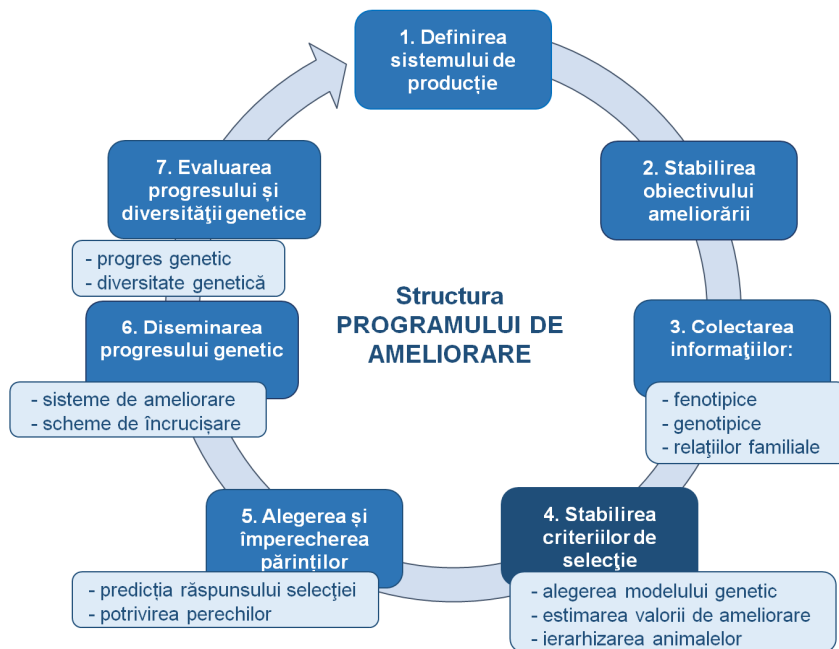 1. Definirea
sistemului de
producție
2. Stabilirea
obiectivului
ameliorării
3. Colectarea
informaţiilor:
- fenotipice
- genotipice
- relaţiilor familiale
4. Stabilirea
criteriilor de
selecţie
- alegerea modelului genetic
- estimarea valorii de ameliorare
- ierarhizarea animalelor
5. Alegerea și
împerecherea
părinților
- predicția răspunsului selecţiei
- potrivirea perechilor
6. Diseminarea
progresului genetic
- sisteme de ameliorare
- scheme de încrucișare
7. Evaluarea
progresului și
diversităţii genetice
- progres genetic
- diversitate genetică
Structura
PROGRAMULUI DE
AMELIORARE